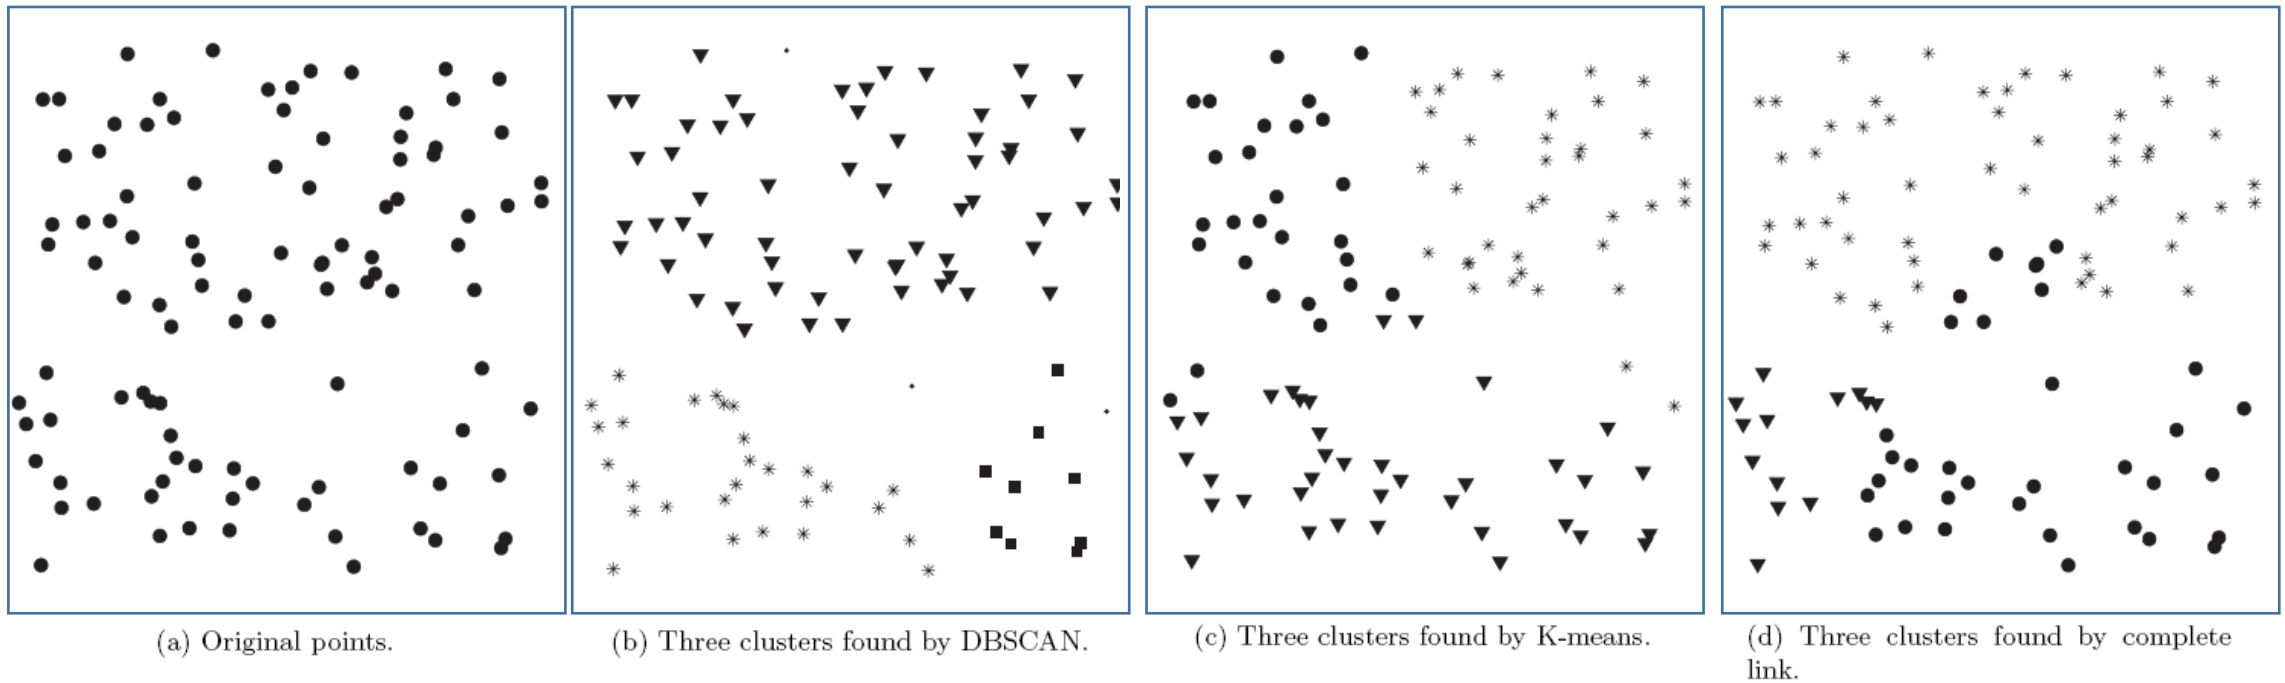 (a) Original points.
(b) Three clusters found by DBSCAN.
(c) Three clusters found by K-means.
(d) Three clusters found by complete
link.